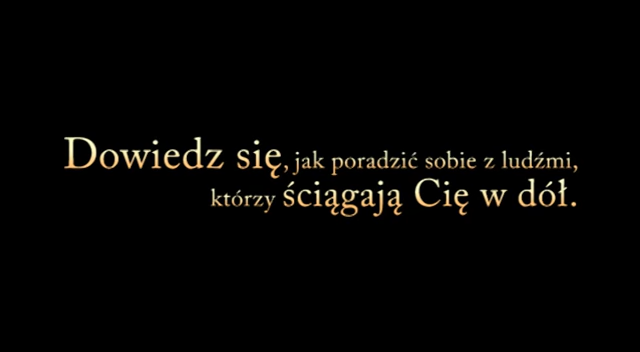 Dowiedz się, jak poradzić sobie z ludźmi,
którzy ściągają Cię w dół.